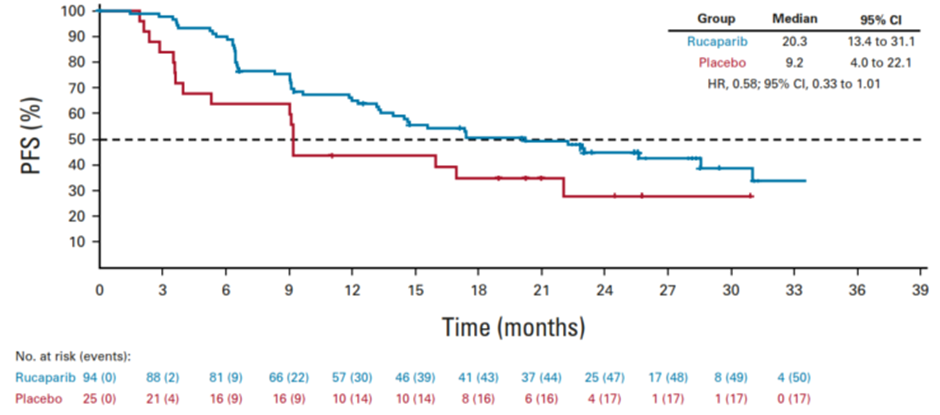 100
90
80
70
60
50
40
30
20
10
PFS (%)
Group Median 95% CI
Rucaparib 20.3 13.4 to 31.1
Placebo 9.2 4.0 to 22.1
HR, 0.58; 95% CI, 0.33 to 1.01
0 3 6 9 12 15 18 21 24 27 30 33 36 39
Time (months)
No. at risk (events):
Rucaparib 94 (0) 88 (2) 81 (9) 66 (22) 57 (30) 46 (39) 41 (43) 37 (44) 25 (47) 17 (48) 8 (49) 4 (50)
Placebo 25 (0) 21 (4) 16 (9) 16 (9) 10 (14) 10 (14) 8 (16) 6 (16) 4 (17) 1 (17) 1 (17) 0 (17)